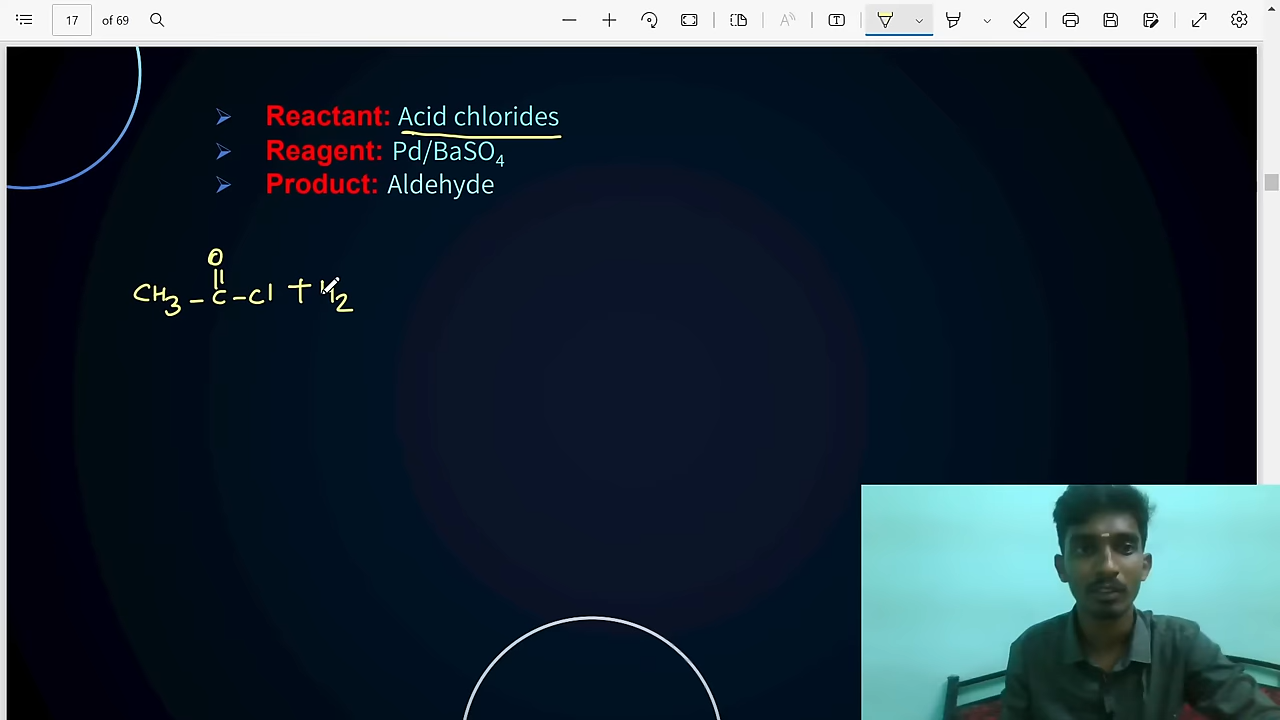 17 of 69
Reactant: Acid chlorides
Reagent: Pd/BaSO₄
Product: Aldehyde
O
||
CH₃ – C – Cl + H₂